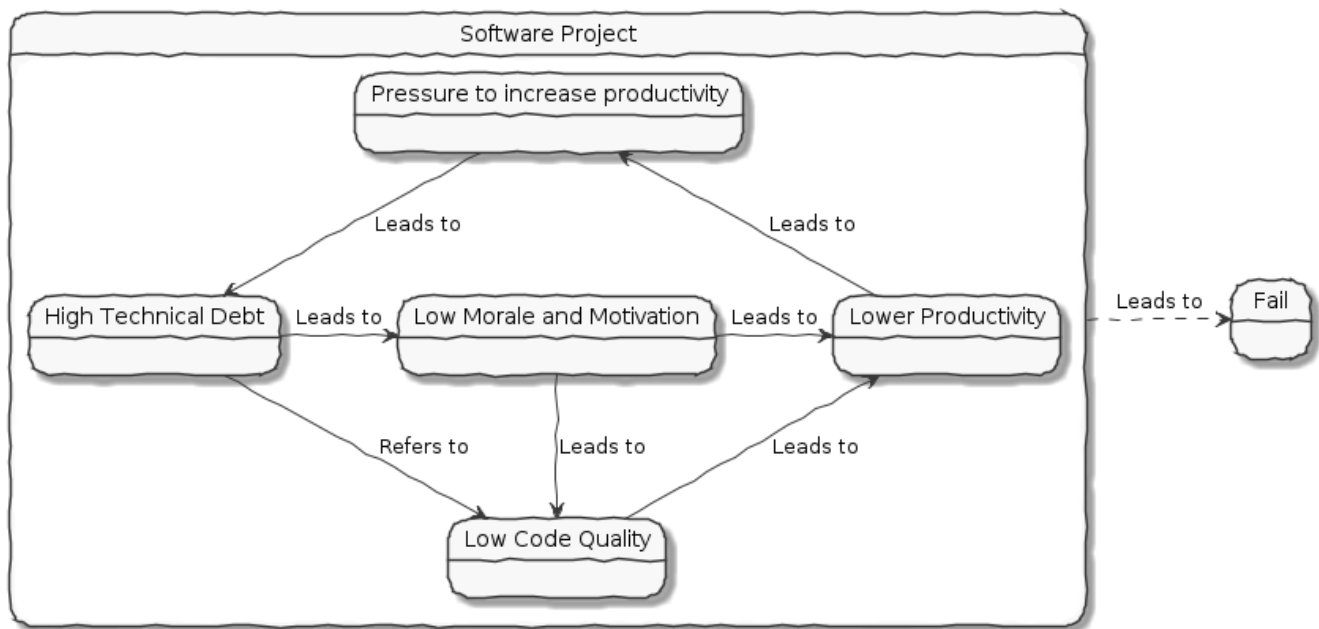 Software Project
Pressure to increase productivity
Leads to
Leads to
High Technical Debt
Leads to
Low Morale and Motivation
Leads to
Lower Productivity
Leads to
Fail
Refers to
Leads to
Leads to
Low Code Quality